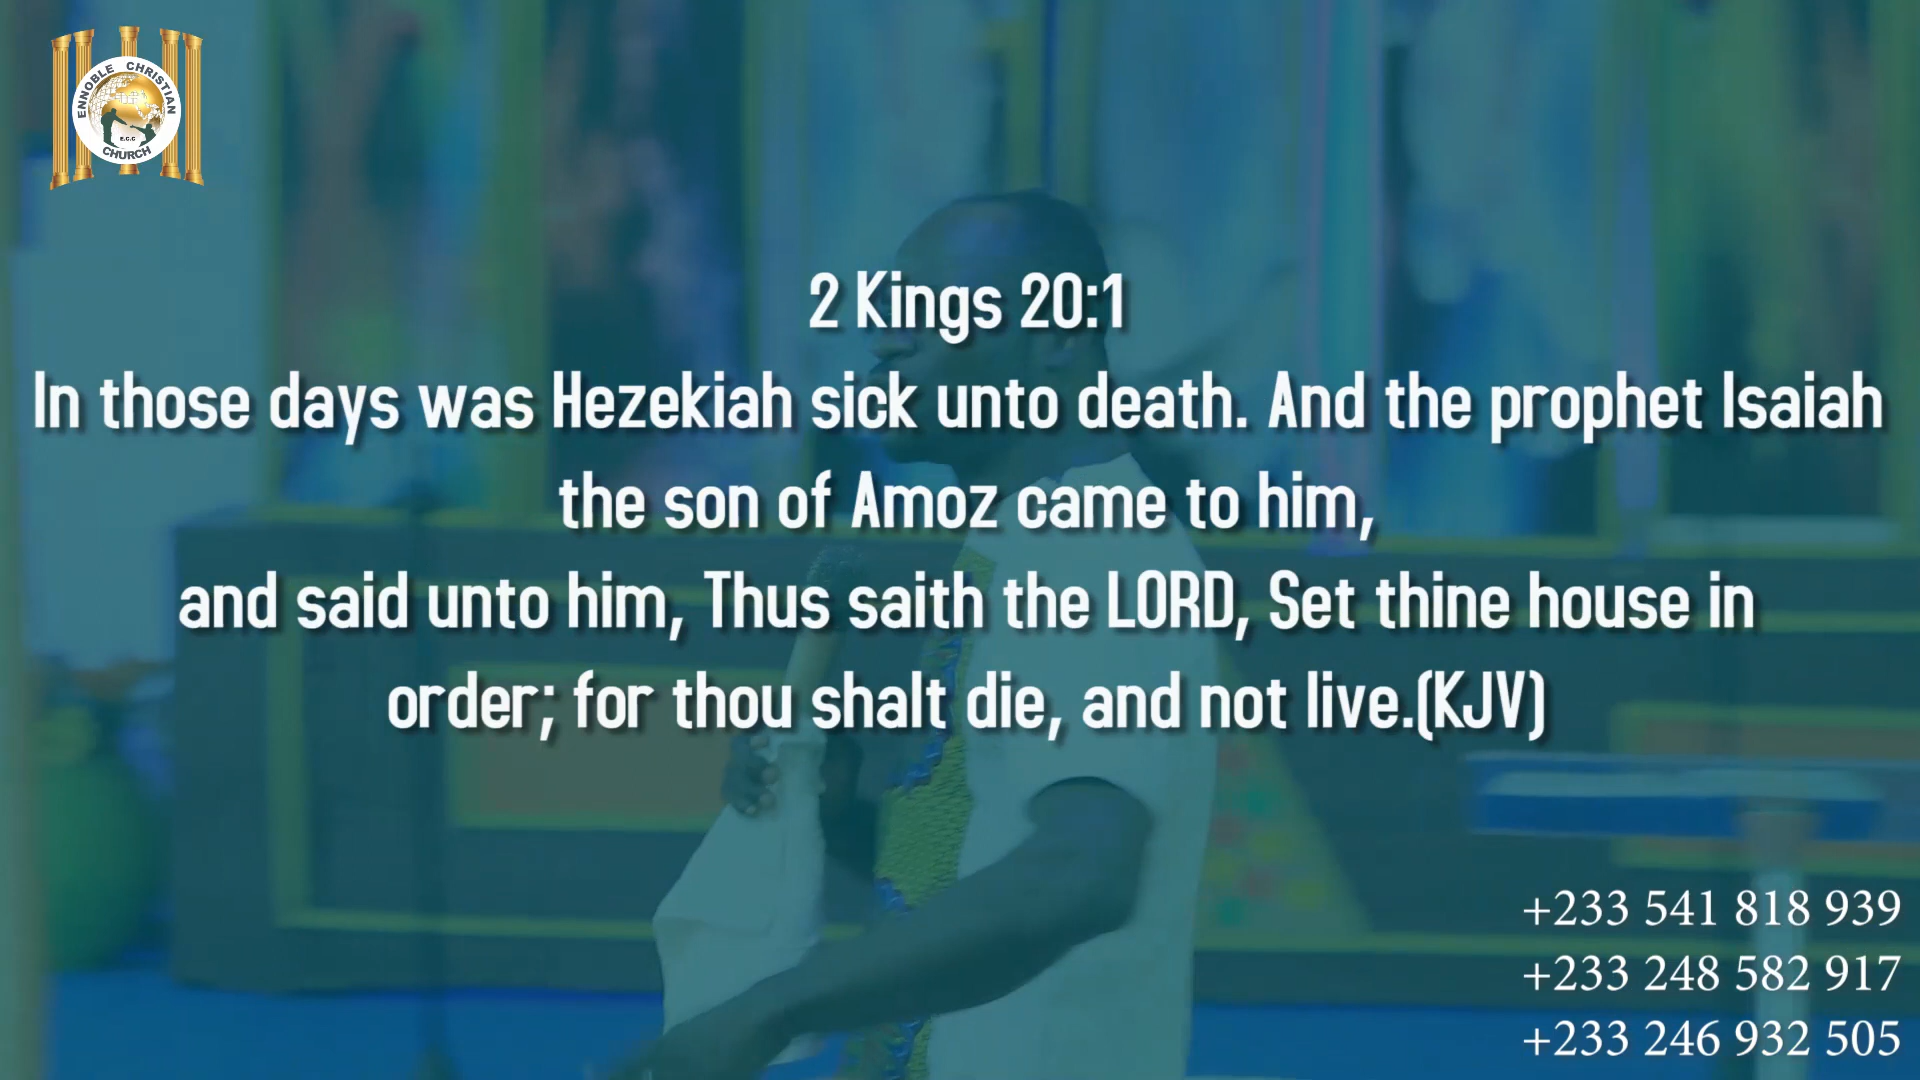 ENNOBLE CHRISTIAN
E.C.C
CHURCH
2 Kings 20:1
In those days was Hezekiah sick unto death. And the prophet Isaiah
the son of Amoz came to him,
and said unto him, Thus saith the LORD, Set thine house in
order; for thou shalt die, and not live.(KJV)
+233 541 818 939
+233 248 582 917
+233 246 932 505